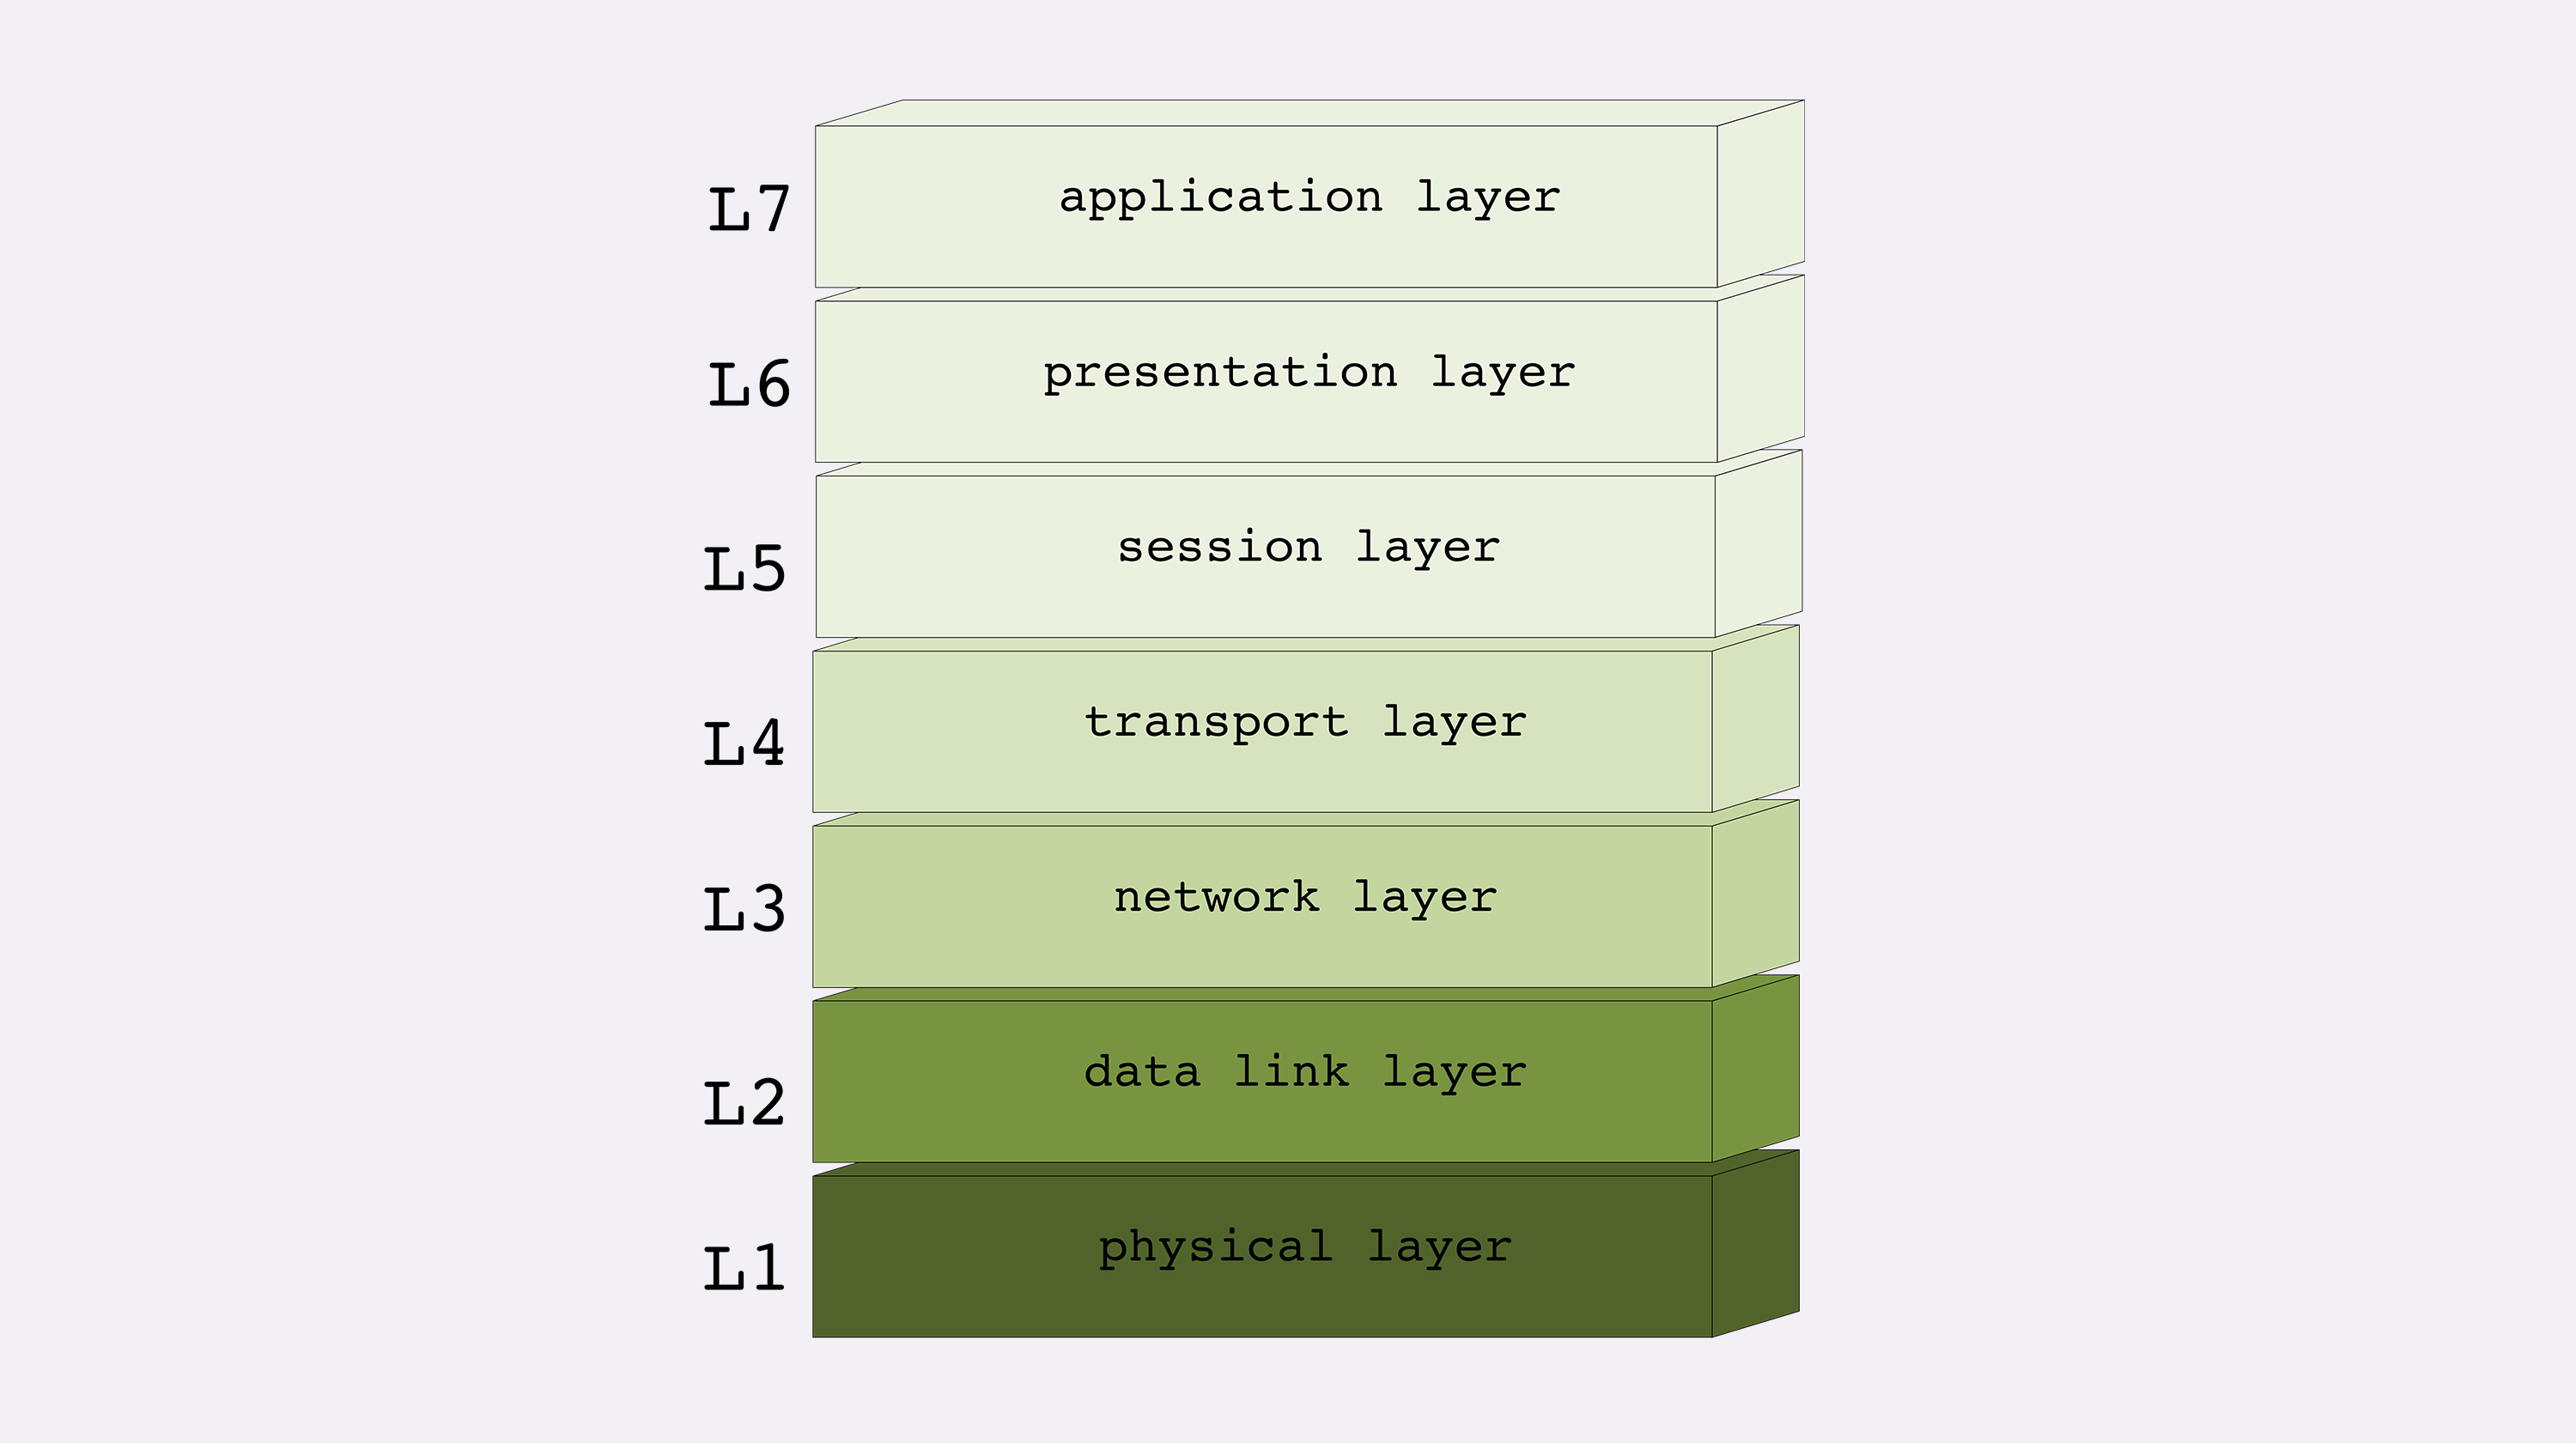 L7 application layer
L6 presentation layer
L5 session layer
L4 transport layer
L3 network layer
L2 data link layer
L1 physical layer